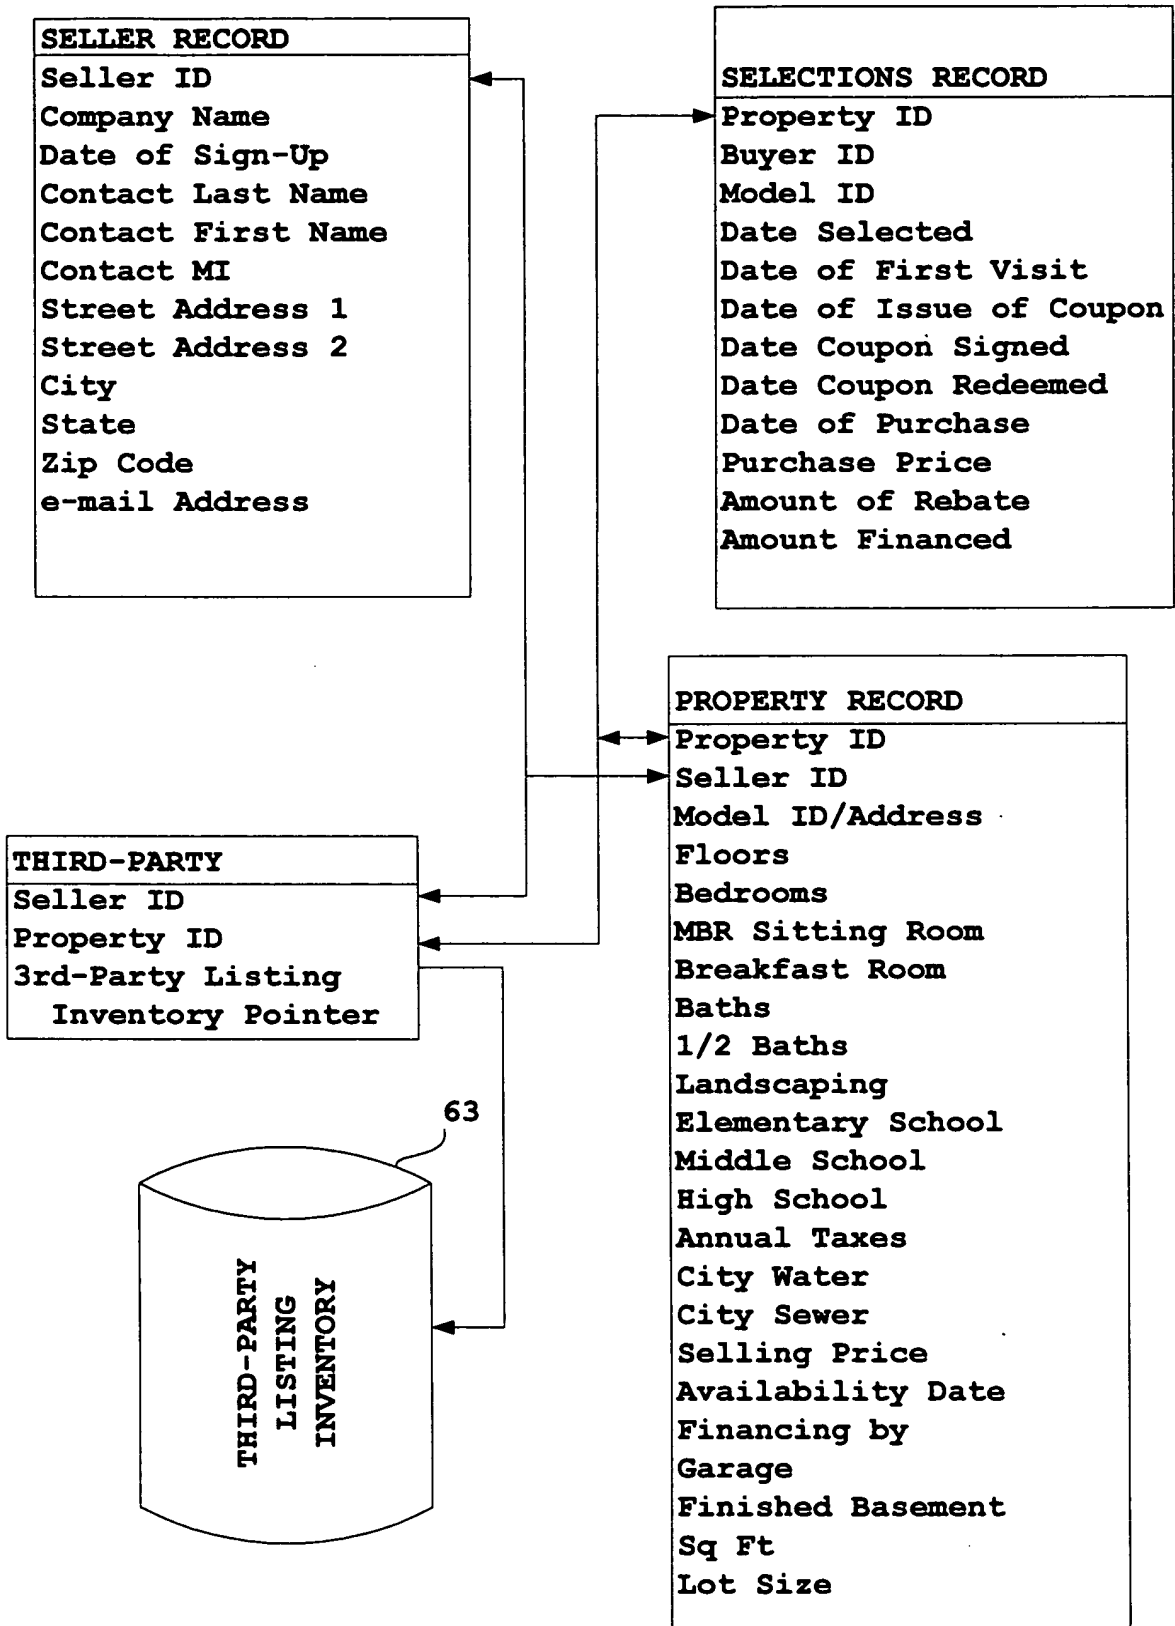 SELLER RECORD
Seller ID
Company Name
Date of Sign-Up
Contact Last Name
Contact First Name
Contact MI
Street Address 1
Street Address 2
City
State
Zip Code
e-mail Address
SELECTIONS RECORD
Property ID
Buyer ID
Model ID
Date Selected
Date of First Visit
Date of Issue of Coupon
Date Coupon Signed
Date Coupon Redeemed
Date of Purchase
Purchase Price
Amount of Rebate
Amount Financed
THIRD-PARTY
Seller ID
Property ID
3rd-Party Listing
Inventory Pointer
63
THIRD-PARTY
LISTING
INVENTORY
PROPERTY RECORD
Property ID
Seller ID
Model ID/Address
Floors
Bedrooms
MBR Sitting Room
Breakfast Room
Baths
1/2 Baths
Landscaping
Elementary School
Middle School
High School
Annual Taxes
City Water
City Sewer
Selling Price
Availability Date
Financing by
Garage
Finished Basement
Sq Ft
Lot Size